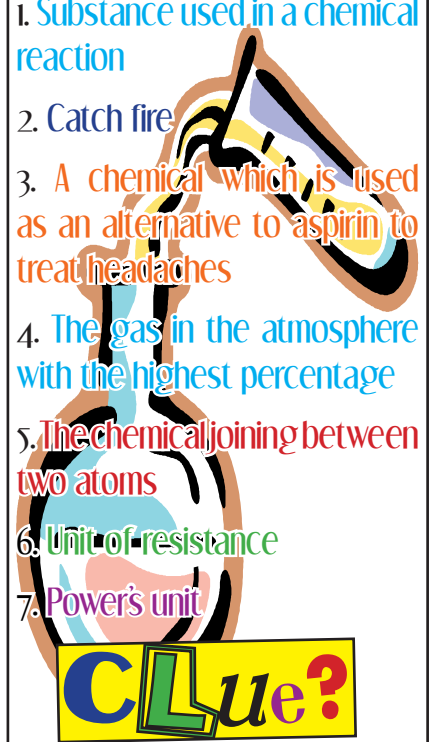 1. Substance used in a chemical
reaction
2. Catch fire
3. A chemical which is used
as an alternative to aspirin to
treat headaches
4. The gas in the atmosphere
with the highest percentage
5. The chemical joining between
two atoms
6. Unit of resistance
7. Power's unit
CLue?